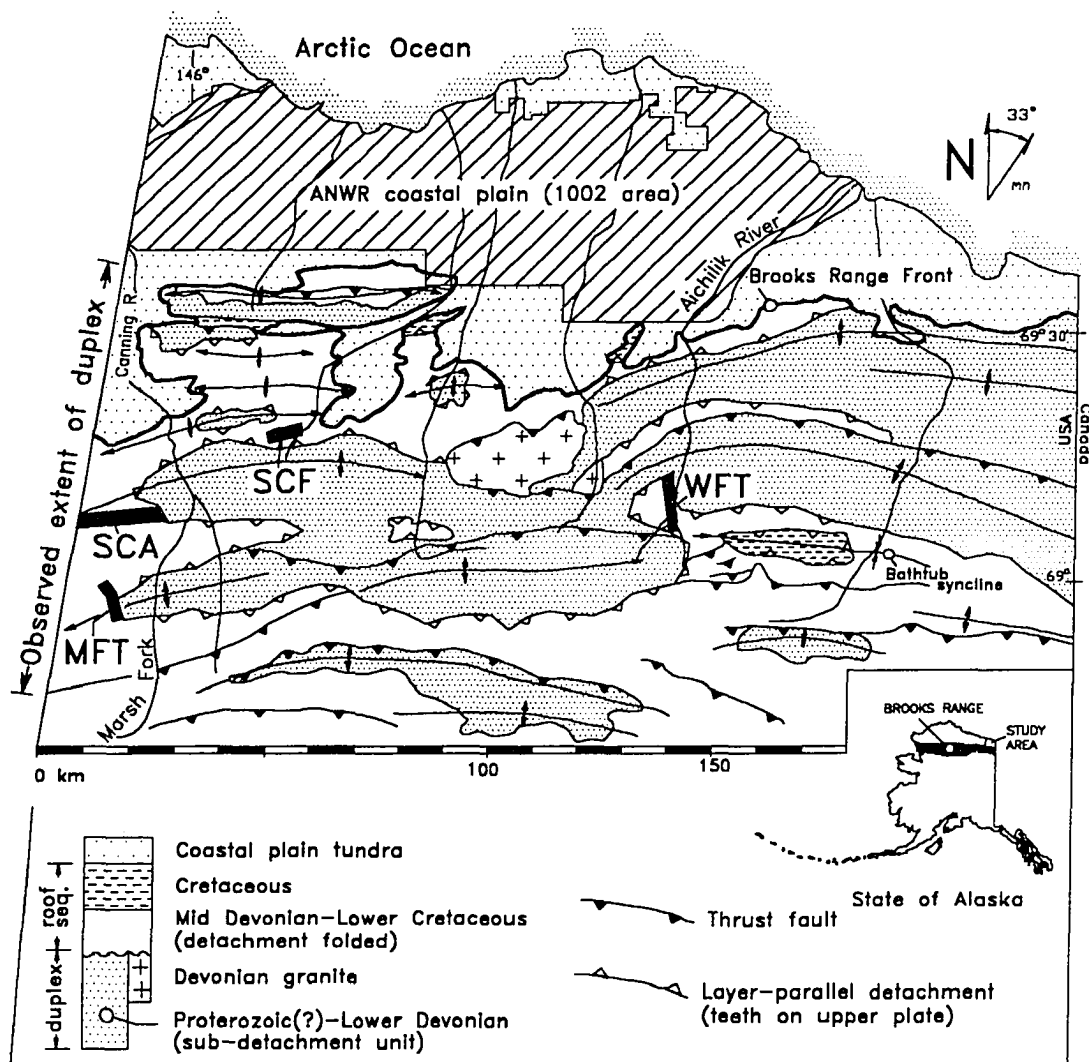 Arctic Ocean
146°
33°
N
mn
ANWR coastal plain (1002 area)
Aichilik River
Brooks Range Front
Canning R.
69° 30'
Observed extent of duplex
USA
Canada
SCF
WFT
SCA
Bathtub
syncline
69°
MFT
Marsh Fork
BROOKS RANGE
STUDY
AREA
0 km
100
150
State of Alaska
Coastal plain tundra
Cretaceous
roof
seq.
Mid Devonian-Lower Cretaceous
(detachment folded)
Devonian granite
duplex
Proterozoic(?)-Lower Devonian
(sub-detachment unit)
Thrust fault
Layer-parallel detachment
(teeth on upper plate)